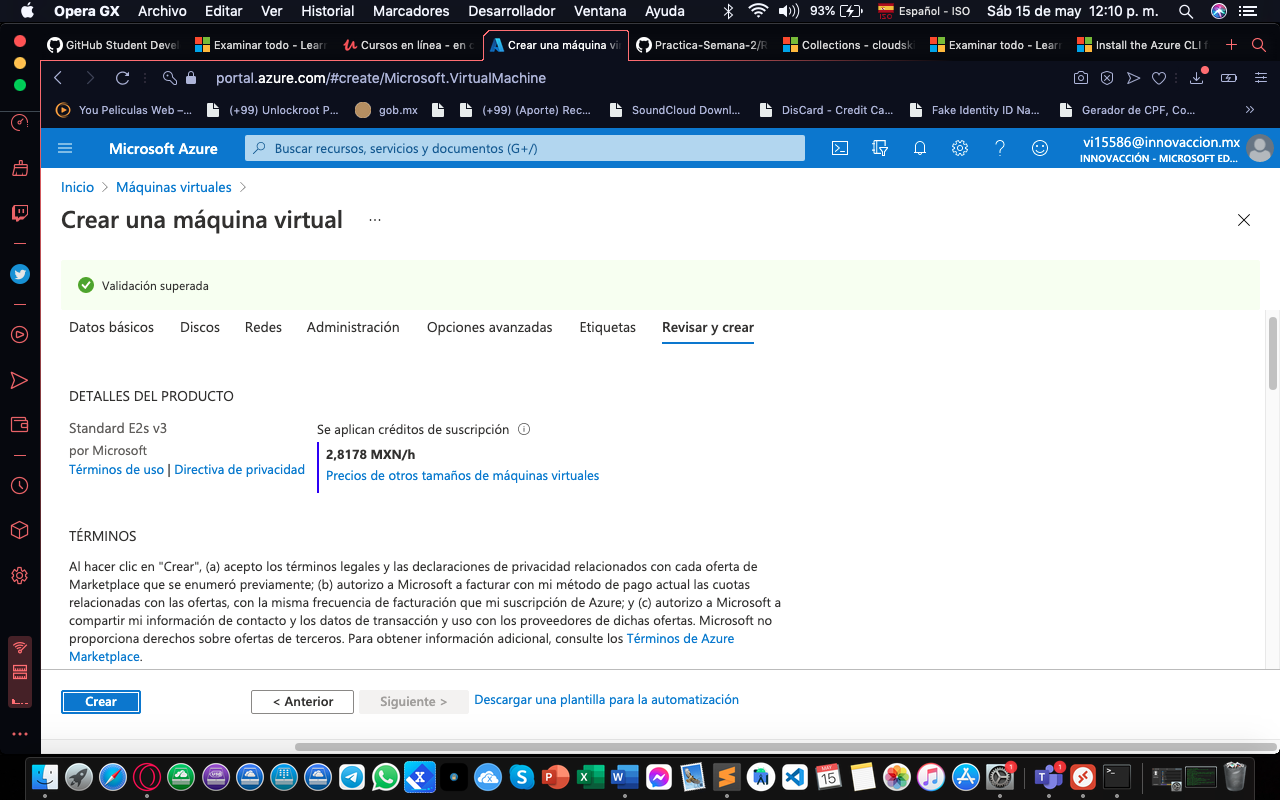 Opera GX Archivo Editar Ver Historial Marcadores Desarrollador Ventana Ayuda 93% Español - ISO Sáb 15 de may 12:10 p. m.
GitHub Student Devel Examinar todo - Learn Cursos en línea - en c Crear una máquina vi Practica-Semana-2/R Collections - cloudski Examinar todo - Learn Install the Azure CLI f
portal.azure.com/#create/Microsoft.VirtualMachine
You Peliculas Web –... (+99) Unlockroot P... gob.mx (+99) (Aporte) Rec... SoundCloud Downl... DisCard - Credit Ca... Fake Identity ID Na... Gerador de CPF, Co... »
Microsoft Azure Buscar recursos, servicios y documentos (G+/) vi15586@innovaccion.mx
INNOVACCIÓN - MICROSOFT ED...
Inicio > Máquinas virtuales >
Crear una máquina virtual ...
Validación superada
Datos básicos Discos Redes Administración Opciones avanzadas Etiquetas Revisar y crear
DETALLES DEL PRODUCTO
Standard E2s v3 Se aplican créditos de suscripción
por Microsoft 2,8178 MXN/h
Términos de uso | Directiva de privacidad Precios de otros tamaños de máquinas virtuales
TÉRMINOS
Al hacer clic en "Crear", (a) acepto los términos legales y las declaraciones de privacidad relacionados con cada oferta de
Marketplace que se enumeró previamente; (b) autorizo a Microsoft a facturar con mi método de pago actual las cuotas
relacionadas con las ofertas, con la misma frecuencia de facturación que mi suscripción de Azure; y (c) autorizo a Microsoft a
compartir mi información de contacto y los datos de transacción y uso con los proveedores de dichas ofertas. Microsoft no
proporciona derechos sobre ofertas de terceros. Para obtener información adicional, consulte los Términos de Azure
Marketplace.
Crear < Anterior Siguiente > Descargar una plantilla para la automatización
MAY
15